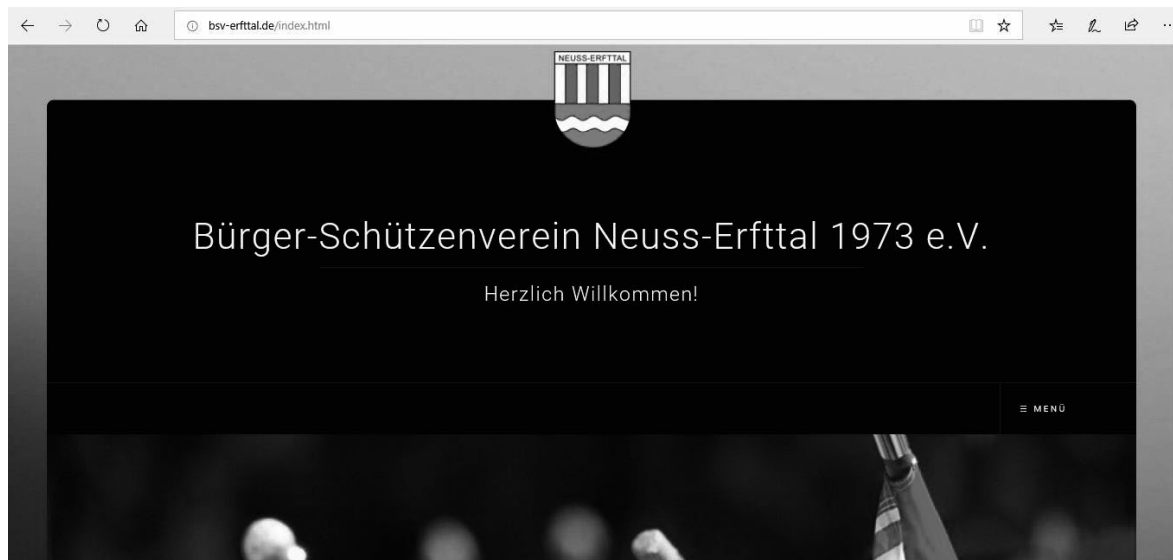 bsv-erfttal.de/index.html
NEUSS-ERFTTAL
Bürger-Schützenverein Neuss-Erfttal 1973 e.V.
Herzlich Willkommen!
≡ MENÜ